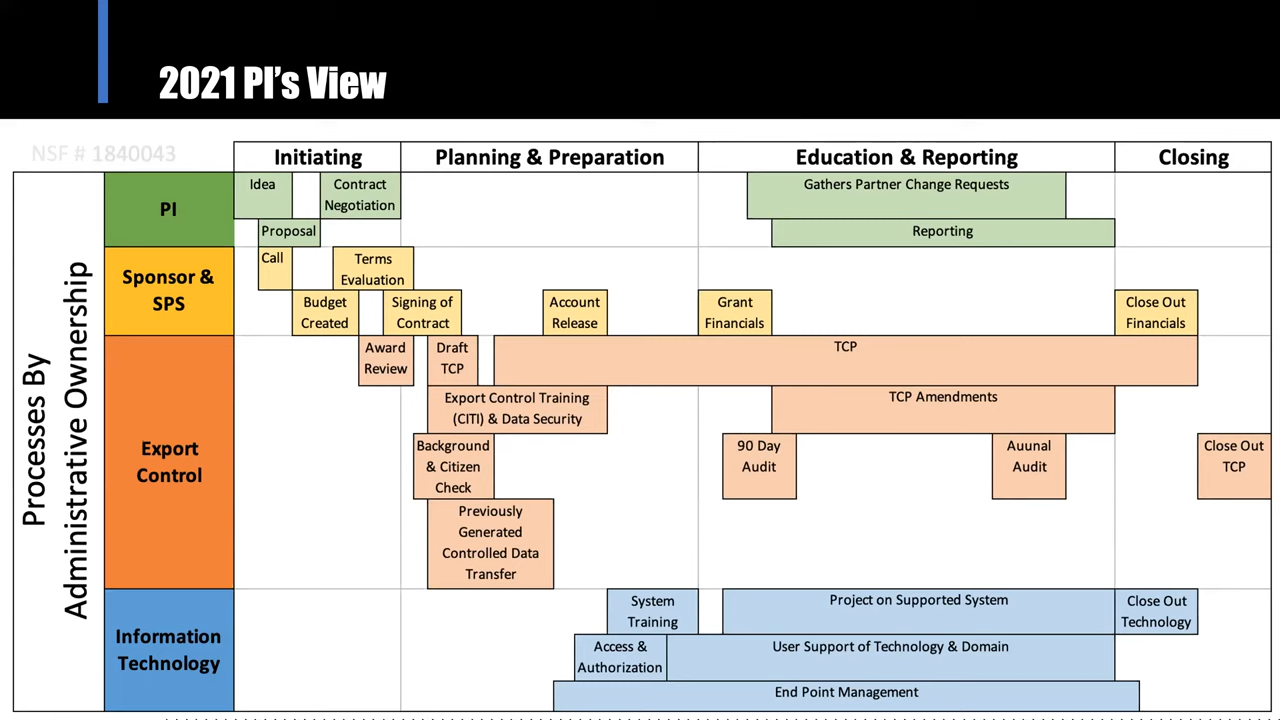 2021 PI's View
NSF # 1840043
Initiating
Planning & Preparation
Education & Reporting
Closing
Processes By
Administrative Ownership
PI
Idea
Contract
Negotiation
Gathers Partner Change Requests
Proposal
Reporting
Sponsor &
SPS
Call
Terms
Evaluation
Budget
Created
Signing of
Contract
Account
Release
Grant
Financials
Close Out
Financials
Export
Control
Award
Review
Draft
TCP
TCP
Export Control Training
(CITI) & Data Security
TCP Amendments
Background
& Citizen
Check
90 Day
Audit
Auunal
Audit
Close Out
TCP
Previously
Generated
Controlled Data
Transfer
Information
Technology
System
Training
Project on Supported System
Close Out
Technology
Access &
Authorization
User Support of Technology & Domain
End Point Management